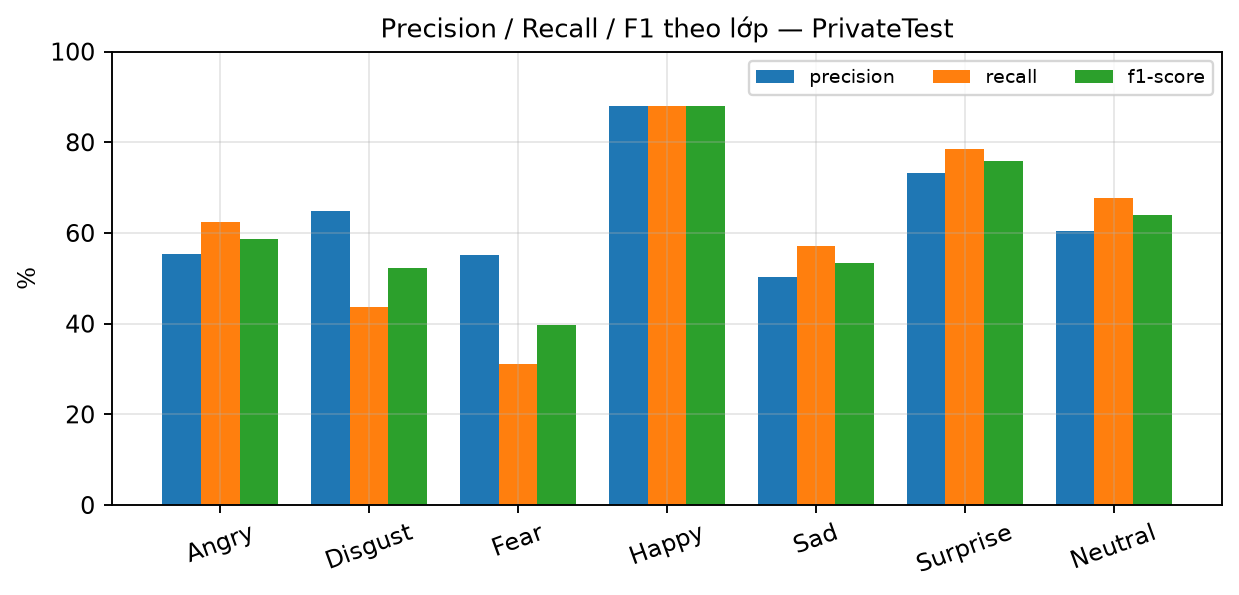 Precision / Recall / F1 theo lớp — PrivateTest
precision recall f1-score
100
80
60
40
20
0
%
Angry Disgust Fear Happy Sad Surprise Neutral